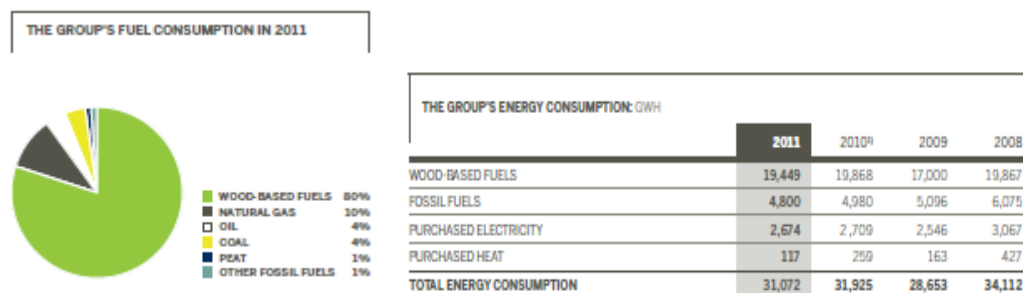 THE GROUP'S FUEL CONSUMPTION IN 2011
WOOD-BASED FUELS 80%
NATURAL GAS 10%
OIL 4%
COAL 4%
PEAT 1%
OTHER FOSSIL FUELS 1%
THE GROUP'S ENERGY CONSUMPTION: GWH
2011 2010¹⁾ 2009 2008
WOOD-BASED FUELS 19,449 19,868 17,000 19,867
FOSSIL FUELS 4,800 4,980 5,096 6,075
PURCHASED ELECTRICITY 2,674 2,709 2,546 3,067
PURCHASED HEAT 117 259 163 427
TOTAL ENERGY CONSUMPTION 31,072 31,925 28,653 34,112